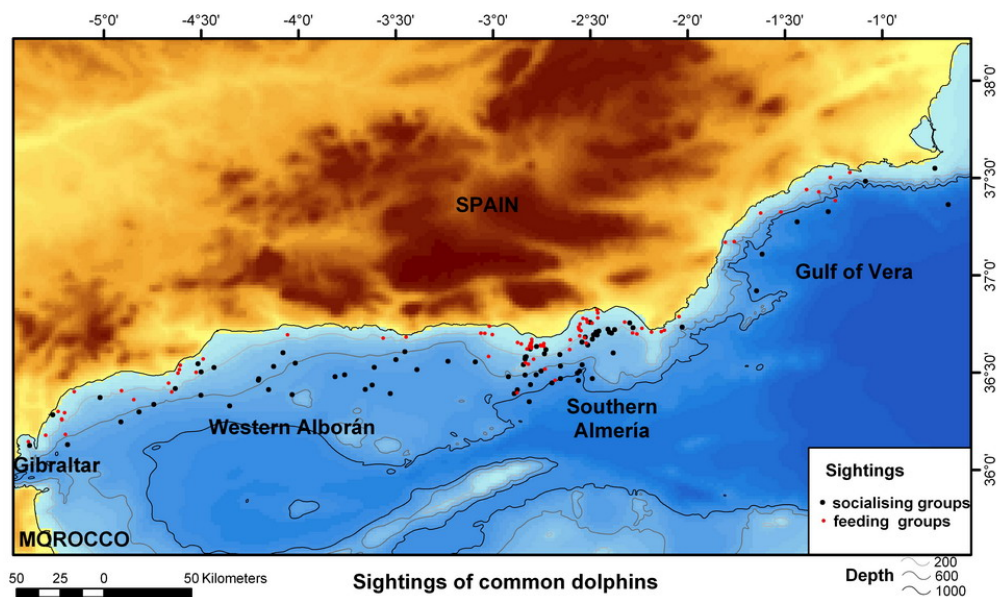 -5°0' -4°30' -4°0' -3°30' -3°0' -2°30' -2°0' -1°30' -1°0'
38°0'
37°30'
SPAIN
Gulf of Vera
37°0'
36°30'
Southern
Almería
Western Alborán
Gibraltar
36°0'
Sightings
socialising groups
feeding groups
MOROCCO
50 25 0 50 Kilometers
Sightings of common dolphins
Depth
200
600
1000